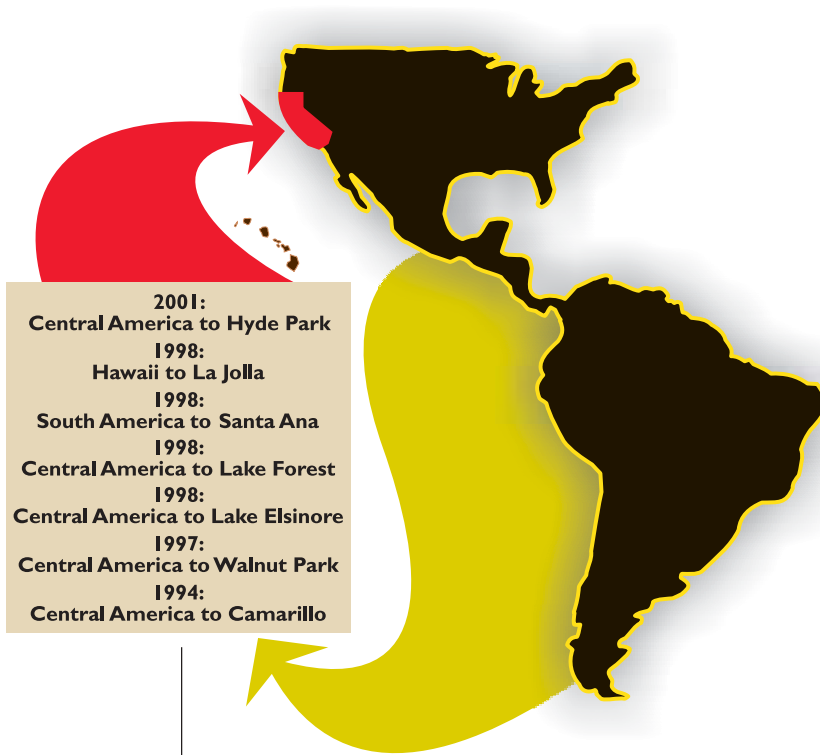 2001:
Central America to Hyde Park
1998:
Hawaii to La Jolla
1998:
South America to Santa Ana
1998:
Central America to Lake Forest
1998:
Central America to Lake Elsinore
1997:
Central America to Walnut Park
1994:
Central America to Camarillo